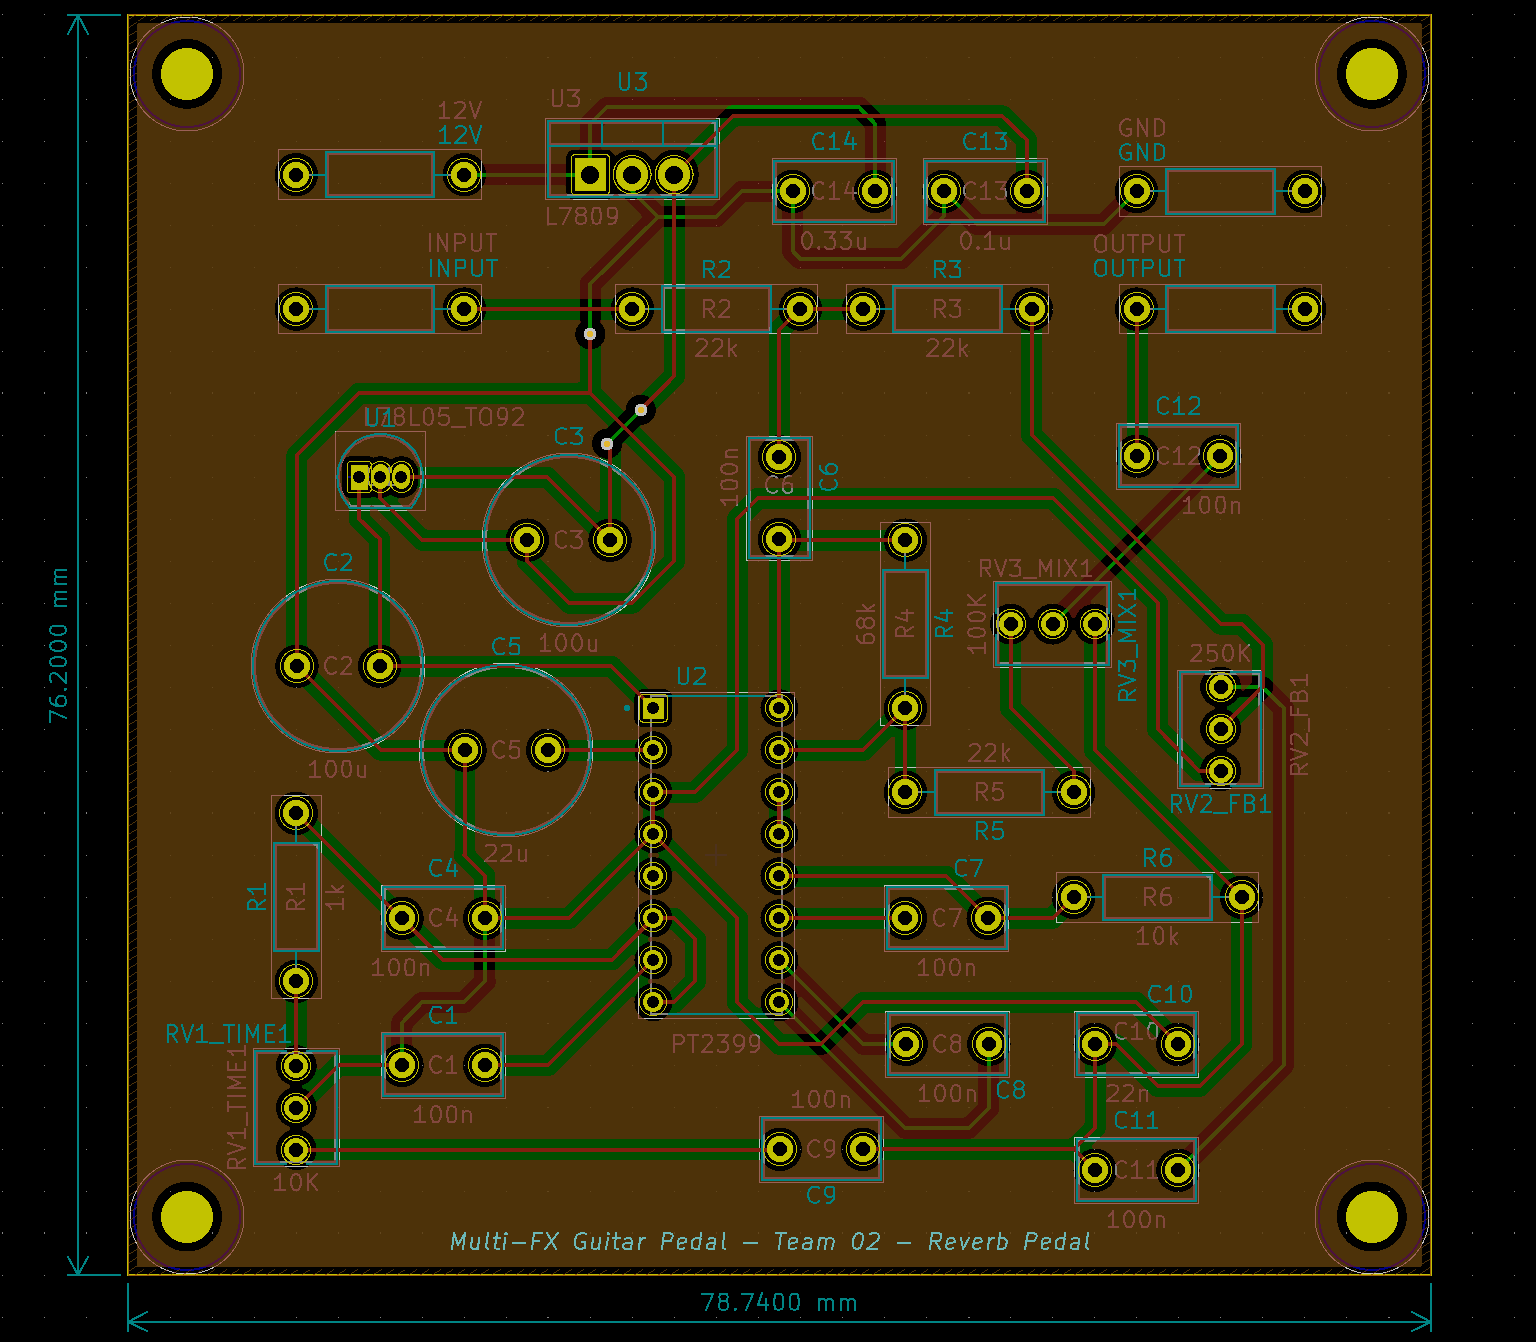 U3
U3
12V
12V
C14
C13
GND
GND
C14
C13
L7809
0.33u
0.1u
INPUT
INPUT
OUTPUT
OUTPUT
R2
R3
R2
R3
22k
22k
C12
L78L05_TO92
U1
C3
C12
100n
C6
C6
100n
C3
100u
C2
C2
100u
RV3_MIX1
100K
RV3_MIX1
68k
R4
R4
250K
RV2_FB1
RV2_FB1
C5
C5
22u
U2
22k
R5
R5
R1
R1
1k
C4
C4
100n
C7
C7
100n
R6
R6
10k
C1
C1
100n
RV1_TIME1
RV1_TIME1
10K
PT2399
C8
100n
C8
C10
C10
22n
C11
C11
100n
100n
C9
C9
Multi-FX Guitar Pedal - Team 02 - Reverb Pedal
76.2000 mm
78.7400 mm